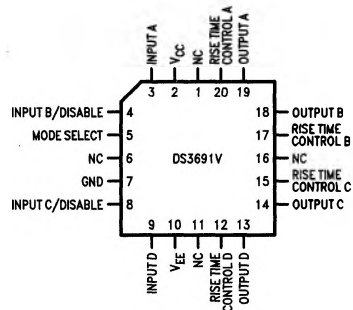 INPUT A
VCC
NC
RISE TIME
CONTROL A
OUTPUT A
3 2 1 20 19
INPUT B/DISABLE 4
MODE SELECT 5
NC 6
GND 7
INPUT C/DISABLE 8
DS3691V
18 OUTPUT B
17 RISE TIME
CONTROL B
16 NC
15 RISE TIME
CONTROL C
14 OUTPUT C
9 10 11 12 13
INPUT D
VEE
NC
RISE TIME
CONTROL D
OUTPUT D